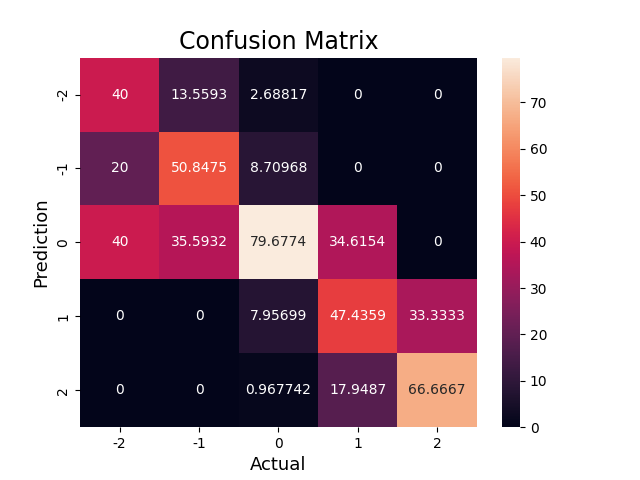 Confusion Matrix
Prediction
-2 40 13.5593 2.68817 0 0
-1 20 50.8475 8.70968 0 0
0 40 35.5932 79.6774 34.6154 0
1 0 0 7.95699 47.4359 33.3333
2 0 0 0.967742 17.9487 66.6667
-2 -1 0 1 2
Actual
70
60
50
40
30
20
10
0